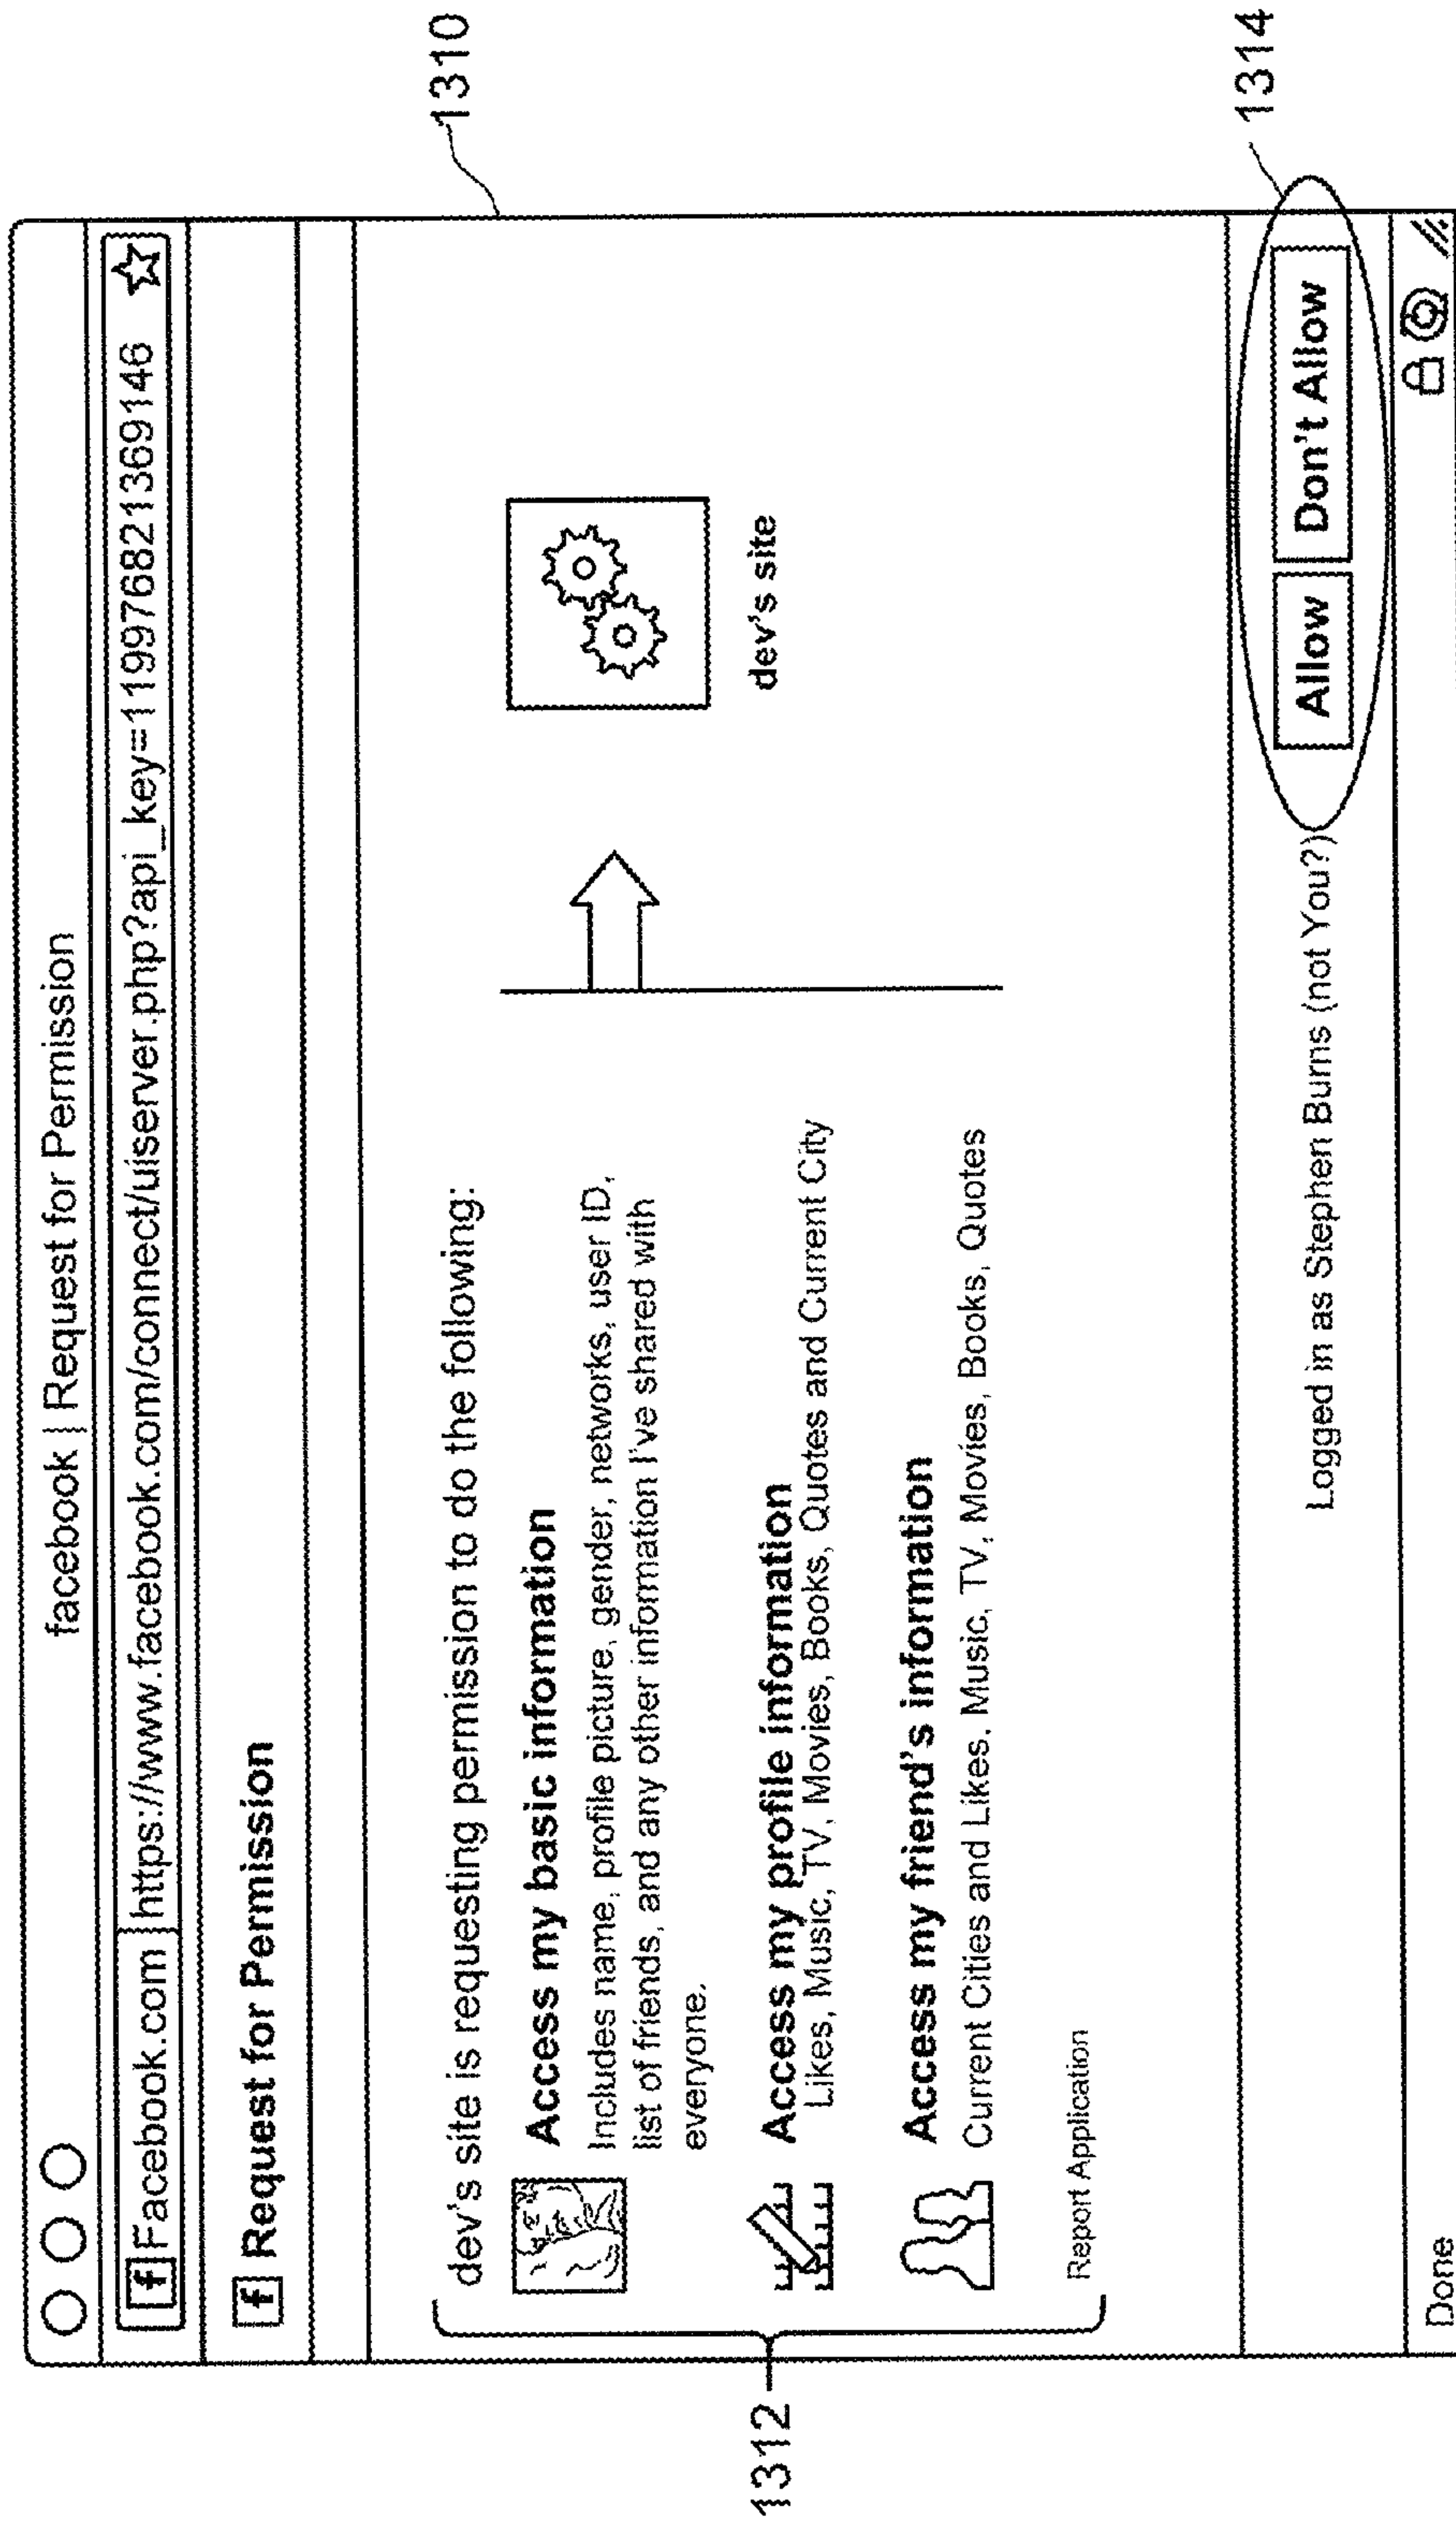 facebook | Request for Permission
f Facebook.com https://www.facebook.com/connect/uiserver.php?api_key=119976821369146
f Request for Permission
1310
dev's site is requesting permission to do the following:
Access my basic information
Includes name, profile picture, gender, networks, user ID,
list of friends, and any other information I've shared with
everyone.
dev's site
1312
Access my profile information
Likes, Music, TV, Movies, Books, Quotes and Current City
Access my friend's information
Current Cities and Likes, Music, TV, Movies, Books, Quotes
Report Application
Logged in as Stephen Burns (not You?)
Allow
Don't Allow
1314
Done